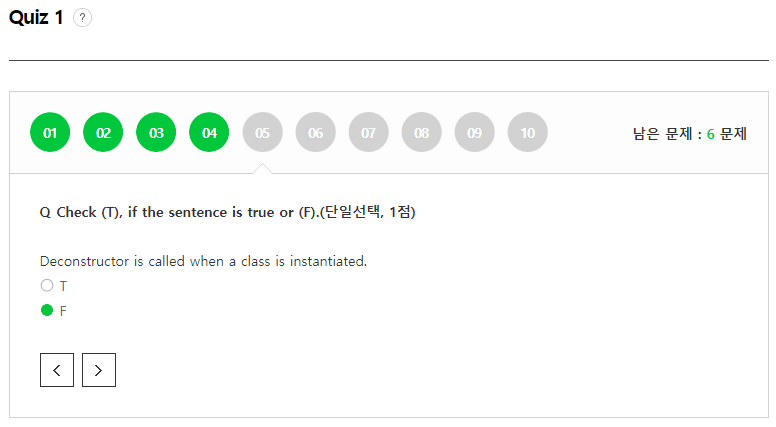 Quiz 1 ?
01 02 03 04 05 06 07 08 09 10 남은 문제 : 6 문제
Q Check (T), if the sentence is true or (F).(단일선택, 1점)
Deconstructor is called when a class is instantiated.
T
F